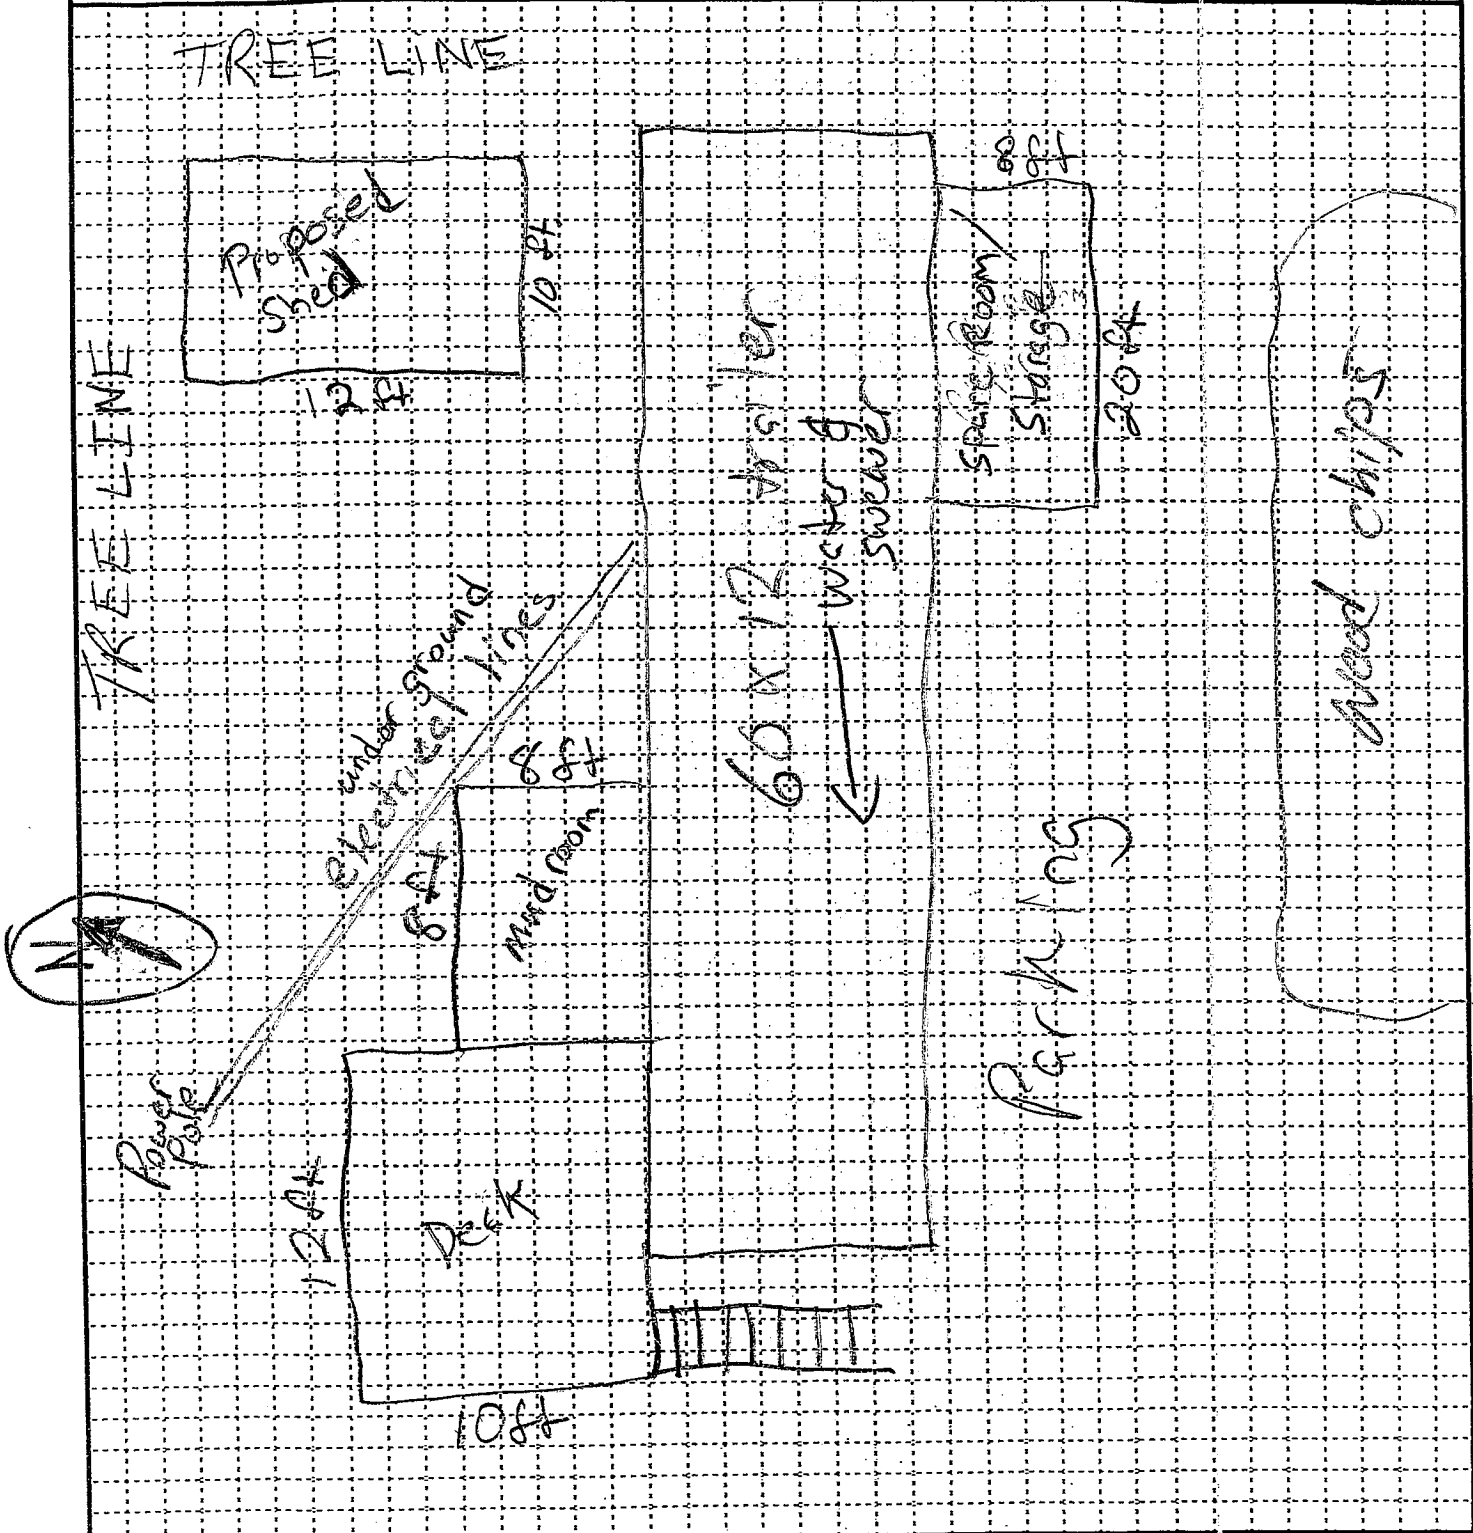 TREE LINE
Proposed
Shed
10 ft.
12 ft
TREE LINE
8 ft
Spare Room/
Storage
20 ft
60 x 12 trailer
water &
sweaver
wood chips
under ground
electricel lines
8 ft
8 ft
Mud room
N
Power
Pole
Parking
12 ft
Deck
10 ft